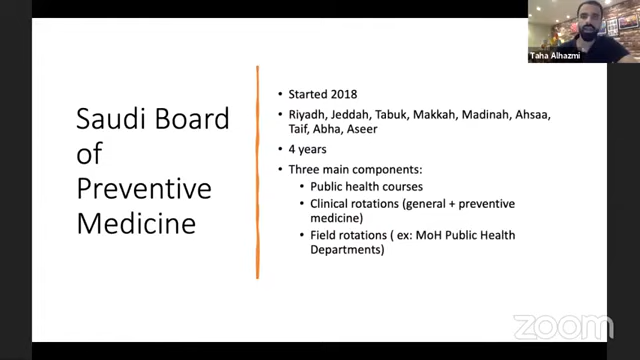 Saudi Board
of
Preventive
Medicine
• Started 2018
• Riyadh, Jeddah, Tabuk, Makkah, Madinah, Ahsaa,
Taif, Abha, Aseer
• 4 years
• Three main components:
• Public health courses
• Clinical rotations (general + preventive
medicine)
• Field rotations ( ex: MoH Public Health
Departments)
Taha Alhazmi
zoom